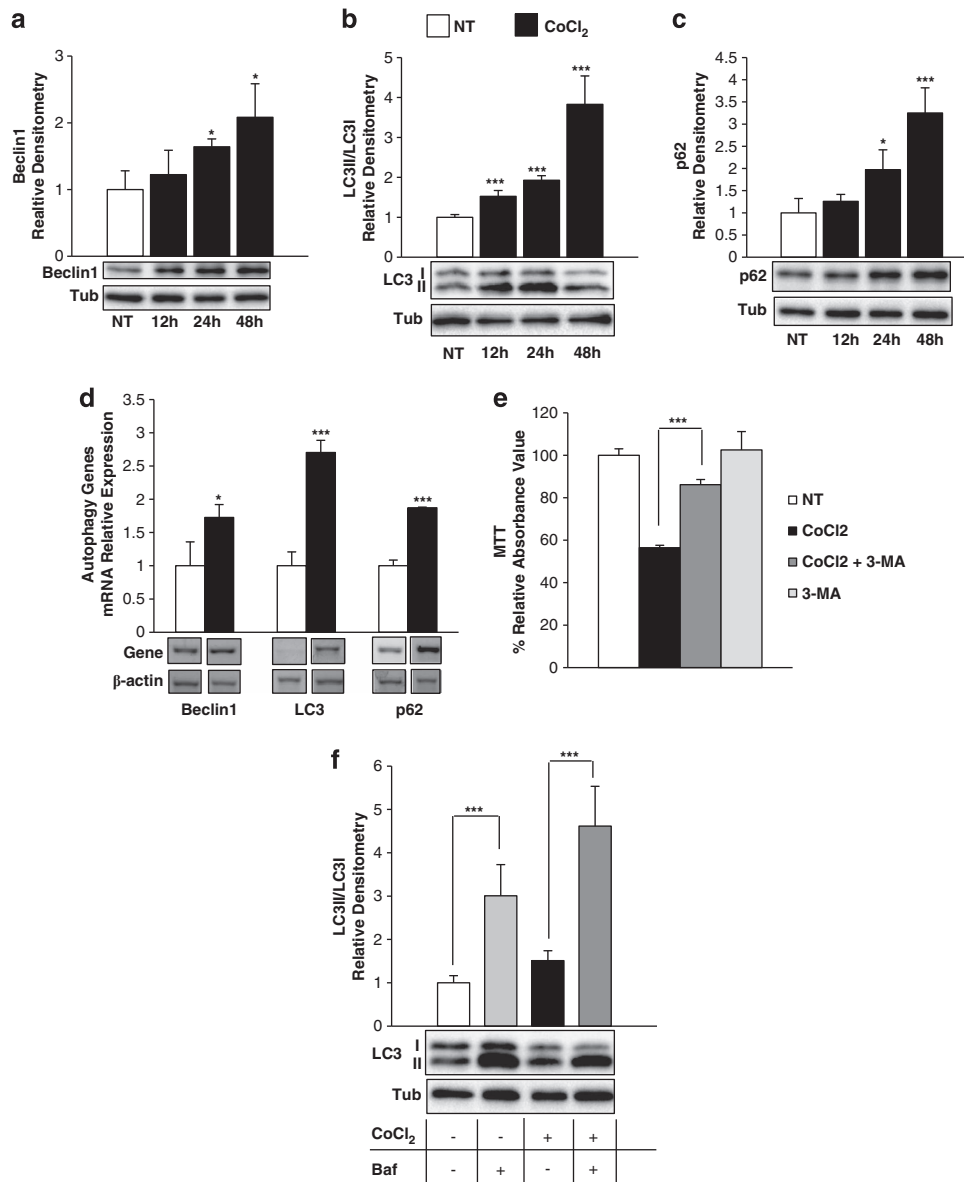 a
Beclin1
Realtive Densitometry
3
2
1
0
Beclin1
Tub
NT 12h 24h 48h
* *
b
NT CoCl2
LC3II/LC3I
Relative Densitometry
5
4
3
2
1
0
*** *** ***
LC3 I
II
Tub
NT 12h 24h 48h
c
p62
Relative Densitometry
4.5
4
3.5
3
2.5
2
1.5
1
0.5
0
* ***
p62
Tub
NT 12h 24h 48h
d
Autophagy Genes
mRNA Relative Expression
3.5
3
2.5
2
1.5
1
0.5
0
* *** ***
Gene
β-actin
Beclin1 LC3 p62
e
MTT
% Relative Absorbance Value
120
100
80
60
40
20
0
***
NT
CoCl2
CoCl2 + 3-MA
3-MA
f
LC3II/LC3I
Relative Densitometry
6
5
4
3
2
1
0
*** ***
LC3 I
II
Tub
CoCl2 - - + +
Baf - + - +